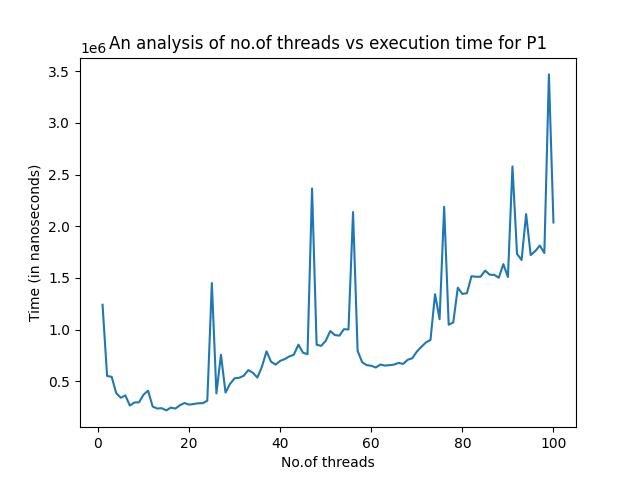 An analysis of no.of threads vs execution time for P1
1e6
3.5
3.0
2.5
2.0
1.5
1.0
0.5
Time (in nanoseconds)
0 20 40 60 80 100
No.of threads